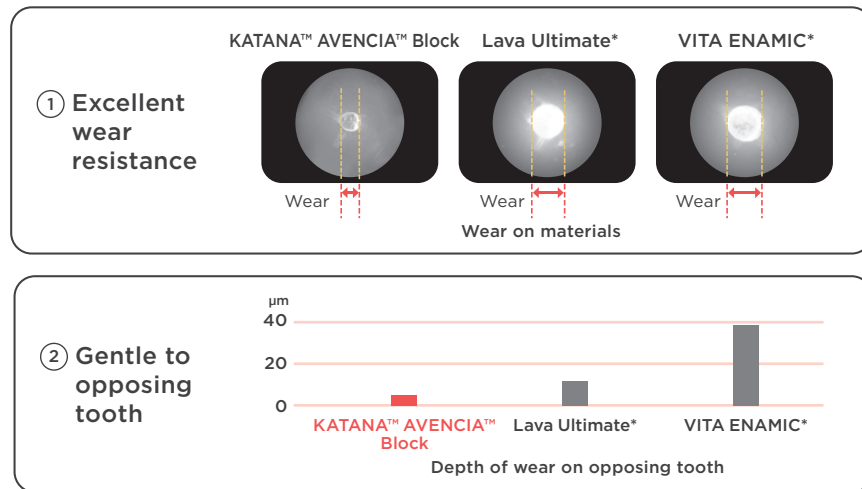 KATANA™ AVENCIA™ Block
Lava Ultimate*
VITA ENAMIC*
① Excellent
wear
resistance
Wear
Wear
Wear
Wear on materials
② Gentle to
opposing
tooth
µm
40
20
0
KATANA™ AVENCIA™
Block
Lava Ultimate*
VITA ENAMIC*
Depth of wear on opposing tooth